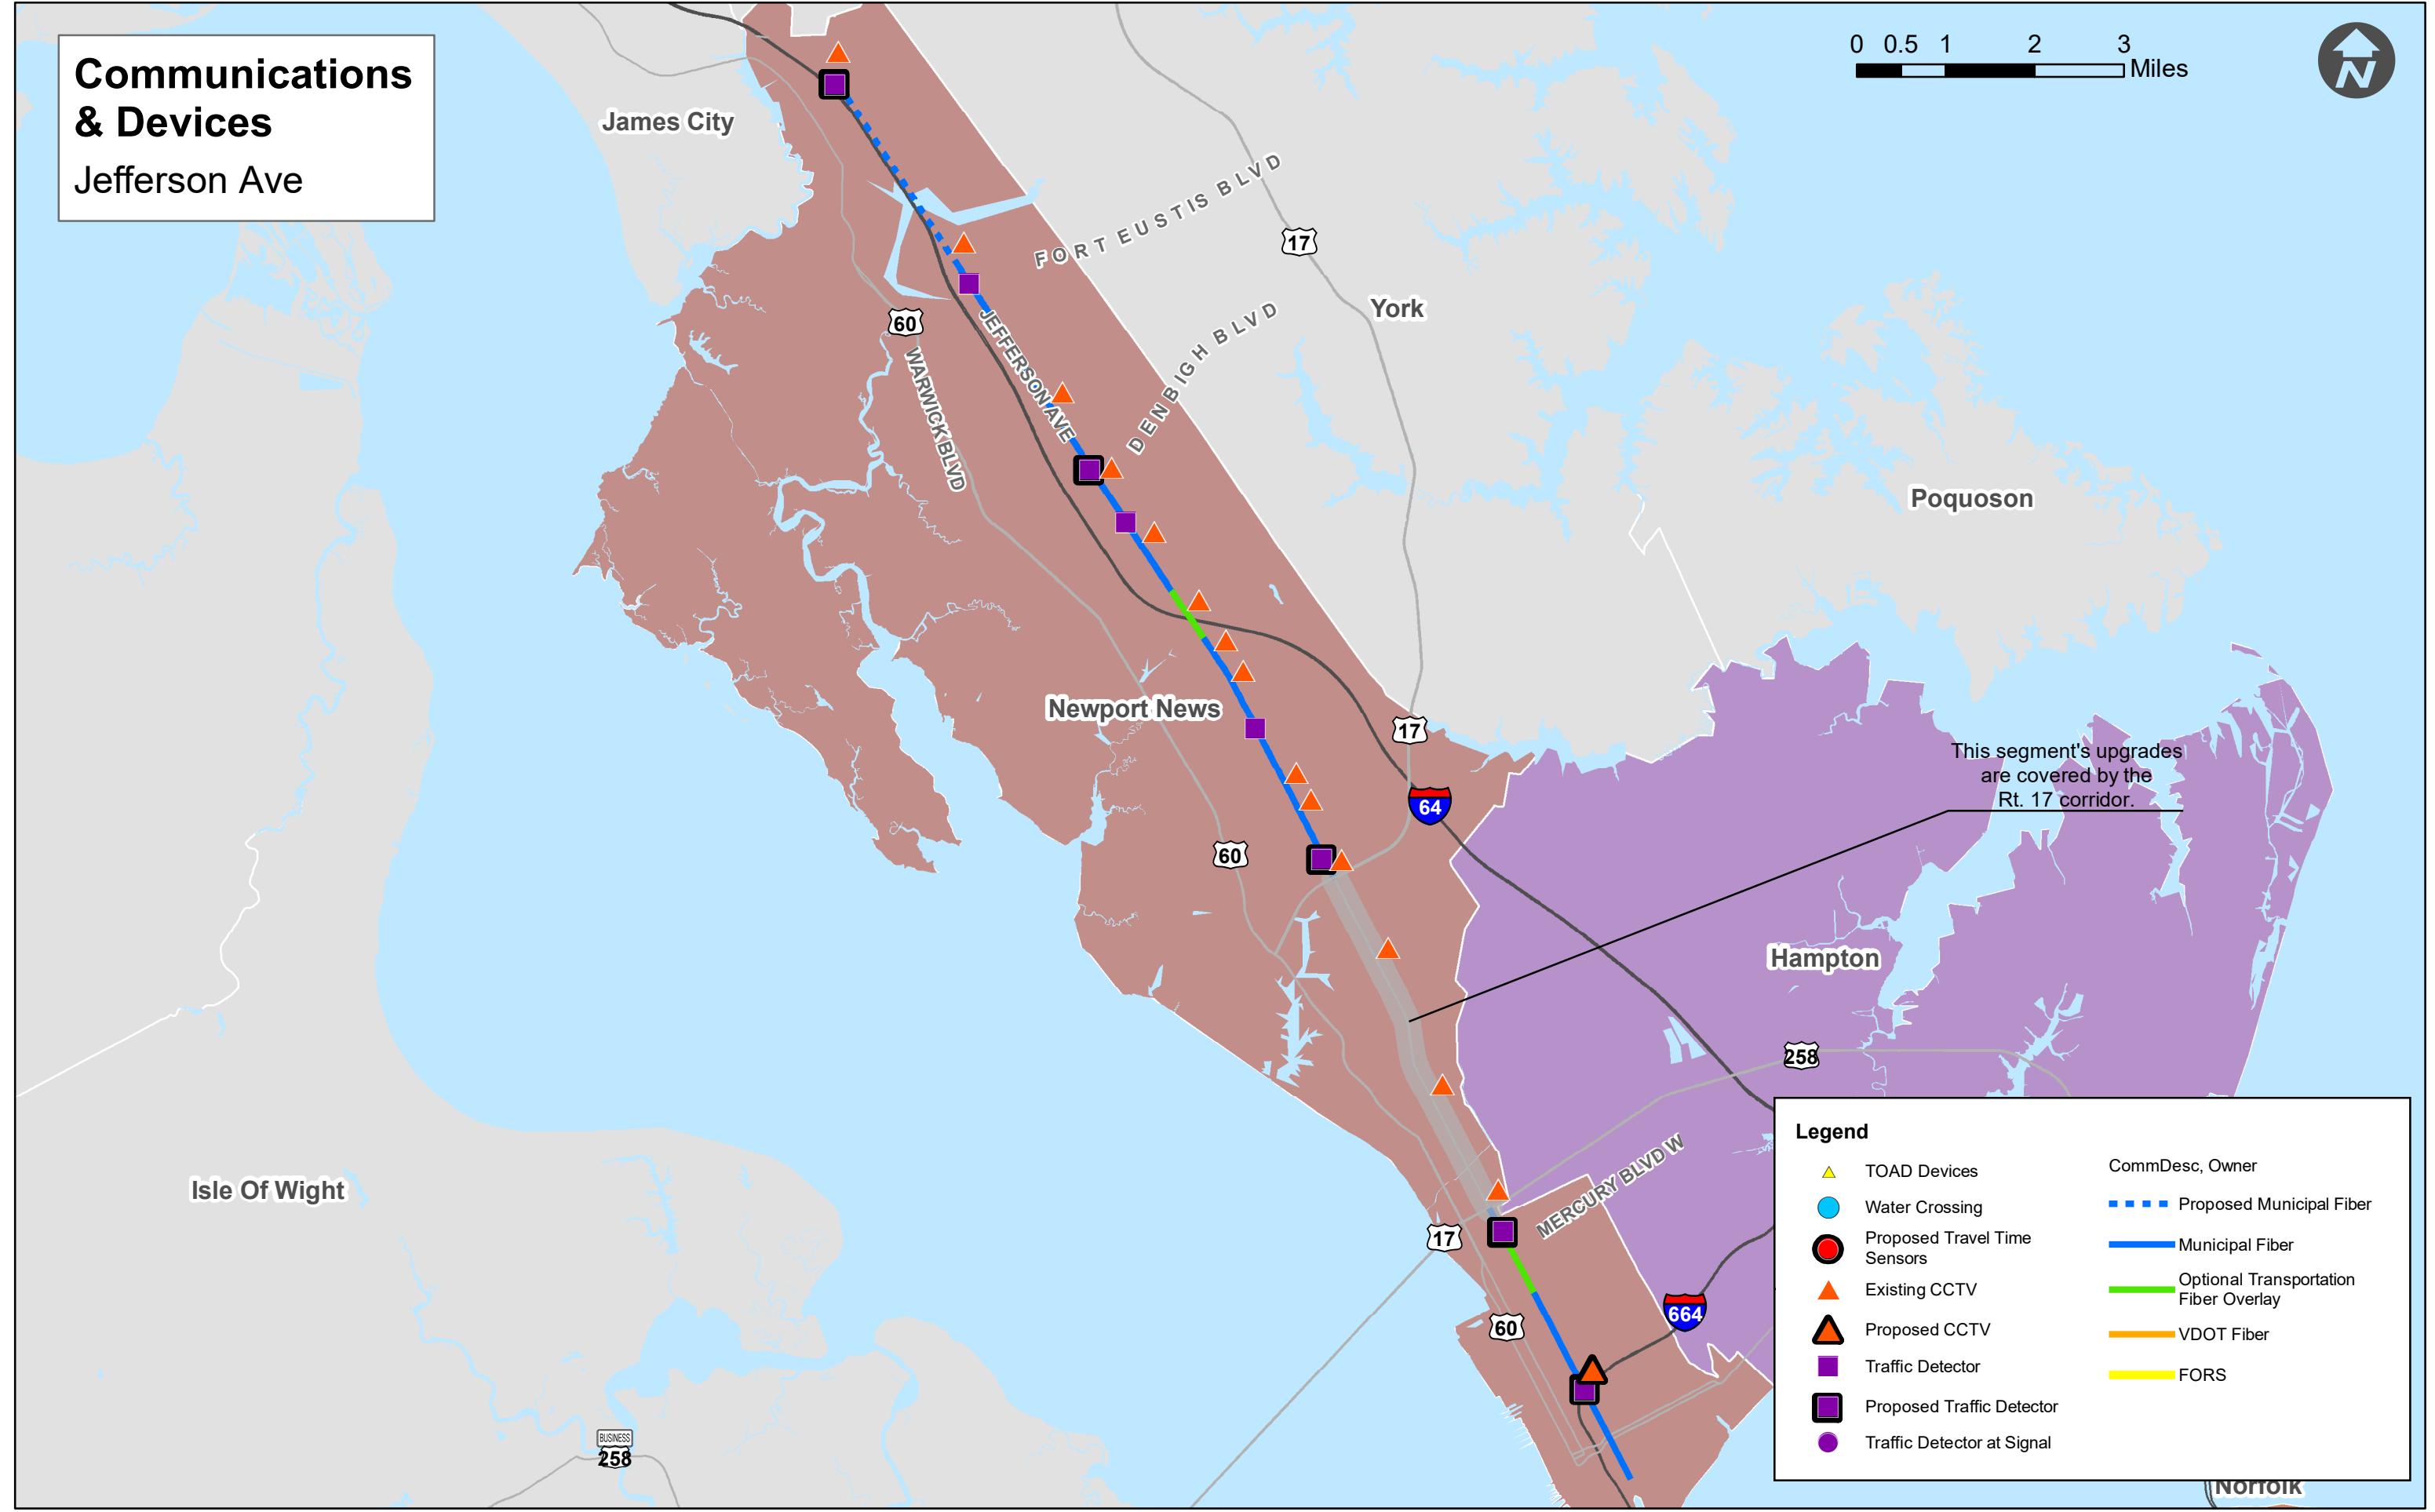 Communications
& Devices
Jefferson Ave
0 0.5 1 2 3
Miles
N
James City
FORT EUSTIS BLVD
17
York
60
JEFFERSON AVE
DENBIGH BLVD
WARWICK BLVD
Poquoson
Newport News
17
This segment's upgrades
are covered by the
Rt. 17 corridor.
64
60
Hampton
258
MERCURY BLVD W
Isle Of Wight
17
664
60
BUSINESS
258
Legend
TOAD Devices
Water Crossing
Proposed Travel Time
Sensors
Existing CCTV
Proposed CCTV
Traffic Detector
Proposed Traffic Detector
Traffic Detector at Signal
CommDesc, Owner
Proposed Municipal Fiber
Municipal Fiber
Optional Transportation
Fiber Overlay
VDOT Fiber
FORS
Norfolk